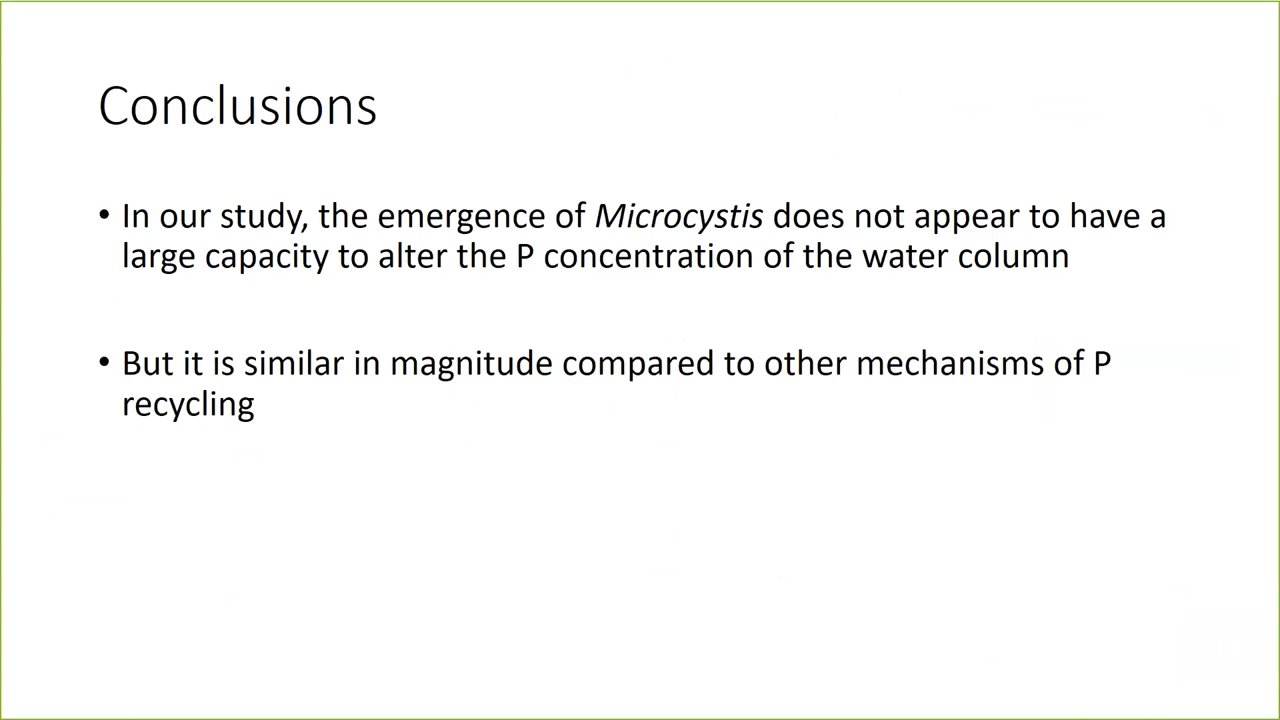 Conclusions
• In our study, the emergence of Microcystis does not appear to have a
large capacity to alter the P concentration of the water column
• But it is similar in magnitude compared to other mechanisms of P
recycling